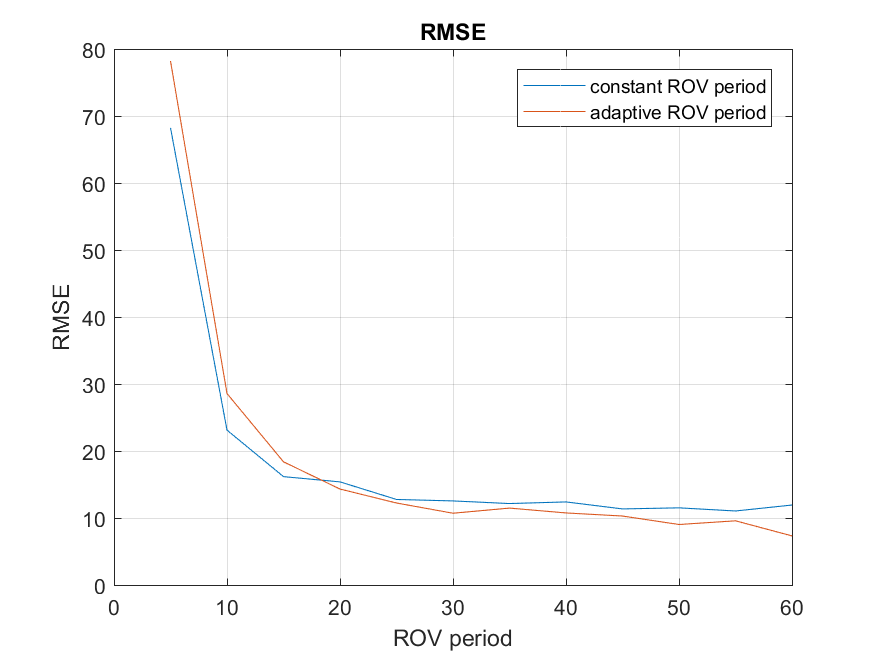 RMSE
constant ROV period
adaptive ROV period
80
70
60
50
40
30
20
10
0
RMSE
0 10 20 30 40 50 60
ROV period